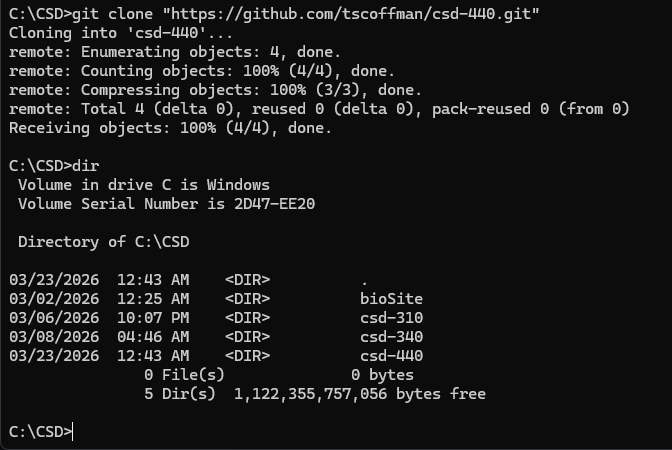 C:\CSD>git clone "https://github.com/tscoffman/csd-440.git"
Cloning into 'csd-440'...
remote: Enumerating objects: 4, done.
remote: Counting objects: 100% (4/4), done.
remote: Compressing objects: 100% (3/3), done.
remote: Total 4 (delta 0), reused 0 (delta 0), pack-reused 0 (from 0)
Receiving objects: 100% (4/4), done.

C:\CSD>dir
 Volume in drive C is Windows
 Volume Serial Number is 2D47-EE20

 Directory of C:\CSD

03/23/2026  12:43 AM    <DIR>          .
03/02/2026  12:25 AM    <DIR>          bioSite
03/06/2026  10:07 PM    <DIR>          csd-310
03/08/2026  04:46 AM    <DIR>          csd-340
03/23/2026  12:43 AM    <DIR>          csd-440
               0 File(s)              0 bytes
               5 Dir(s)  1,122,355,757,056 bytes free

C:\CSD>